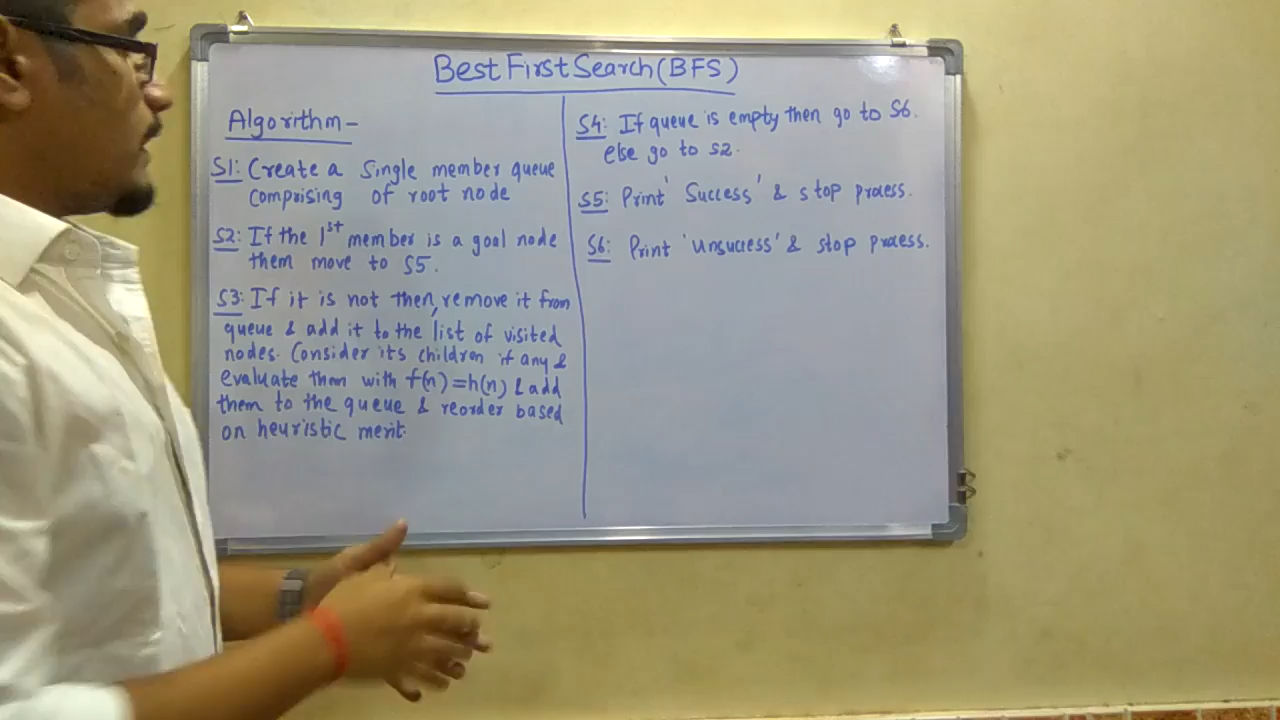 Best First Search (BFS)
Algorithm-
S1: Create a single member queue
comprising of root node
S2: If the 1st member is a goal node
them move to S5.
S3: If it is not then, remove it from
queue & add it to the list of visited
nodes. Consider its children if any &
evaluate them with f(n)=h(n) & add
them to the queue & reorder based
on heuristic merit.
S4: If queue is empty then go to S6.
else go to S2.
S5: Print 'Success' & stop process.
S6: Print 'unsuccess' & stop process.